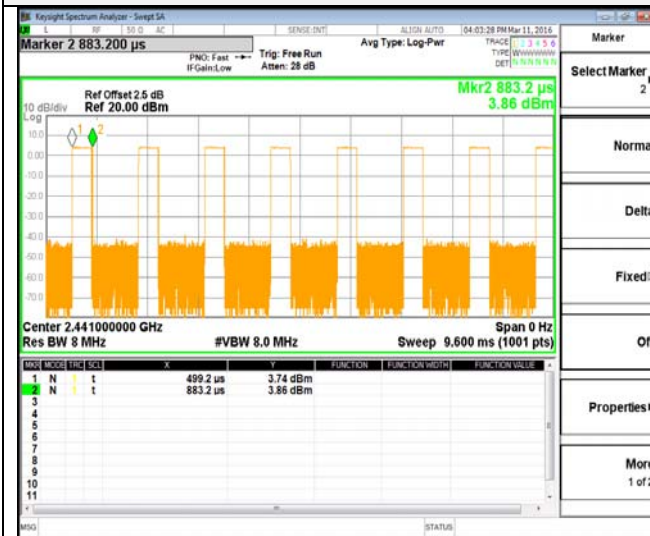 Keysight Spectrum Analyzer - Swept SA
L RF 50 Ω AC SENSE:INT ALIGN AUTO 04:03:28 PM Mar 11, 2016
Marker 2 883.200 µs
PNO: Fast
IFGain:Low
Trig: Free Run
Atten: 28 dB
Avg Type: Log-Pwr
TRACE 1 2 3 4 5 6
TYPE WWWWWW
DET N N N N N N
Mkr2 883.2 µs
3.86 dBm
10 dB/div
Log
Ref Offset 2.5 dB
Ref 20.00 dBm
1 2
10.0
0.00
-10.0
-20.0
-30.0
-40.0
-50.0
-60.0
-70.0
Center 2.441000000 GHz Span 0 Hz
Res BW 8 MHz #VBW 8.0 MHz Sweep 9.600 ms (1001 pts)
MKR MODE TRC SCL X Y FUNCTION FUNCTION WIDTH FUNCTION VALUE
1 N 1 t 499.2 µs 3.74 dBm
2 N 1 t 883.2 µs 3.86 dBm
3
4
5
6
7
8
9
10
11
MSG STATUS
Marker
Select Marker
2
Norma
Delta
Fixed
Of
Properties
More
1 of 2